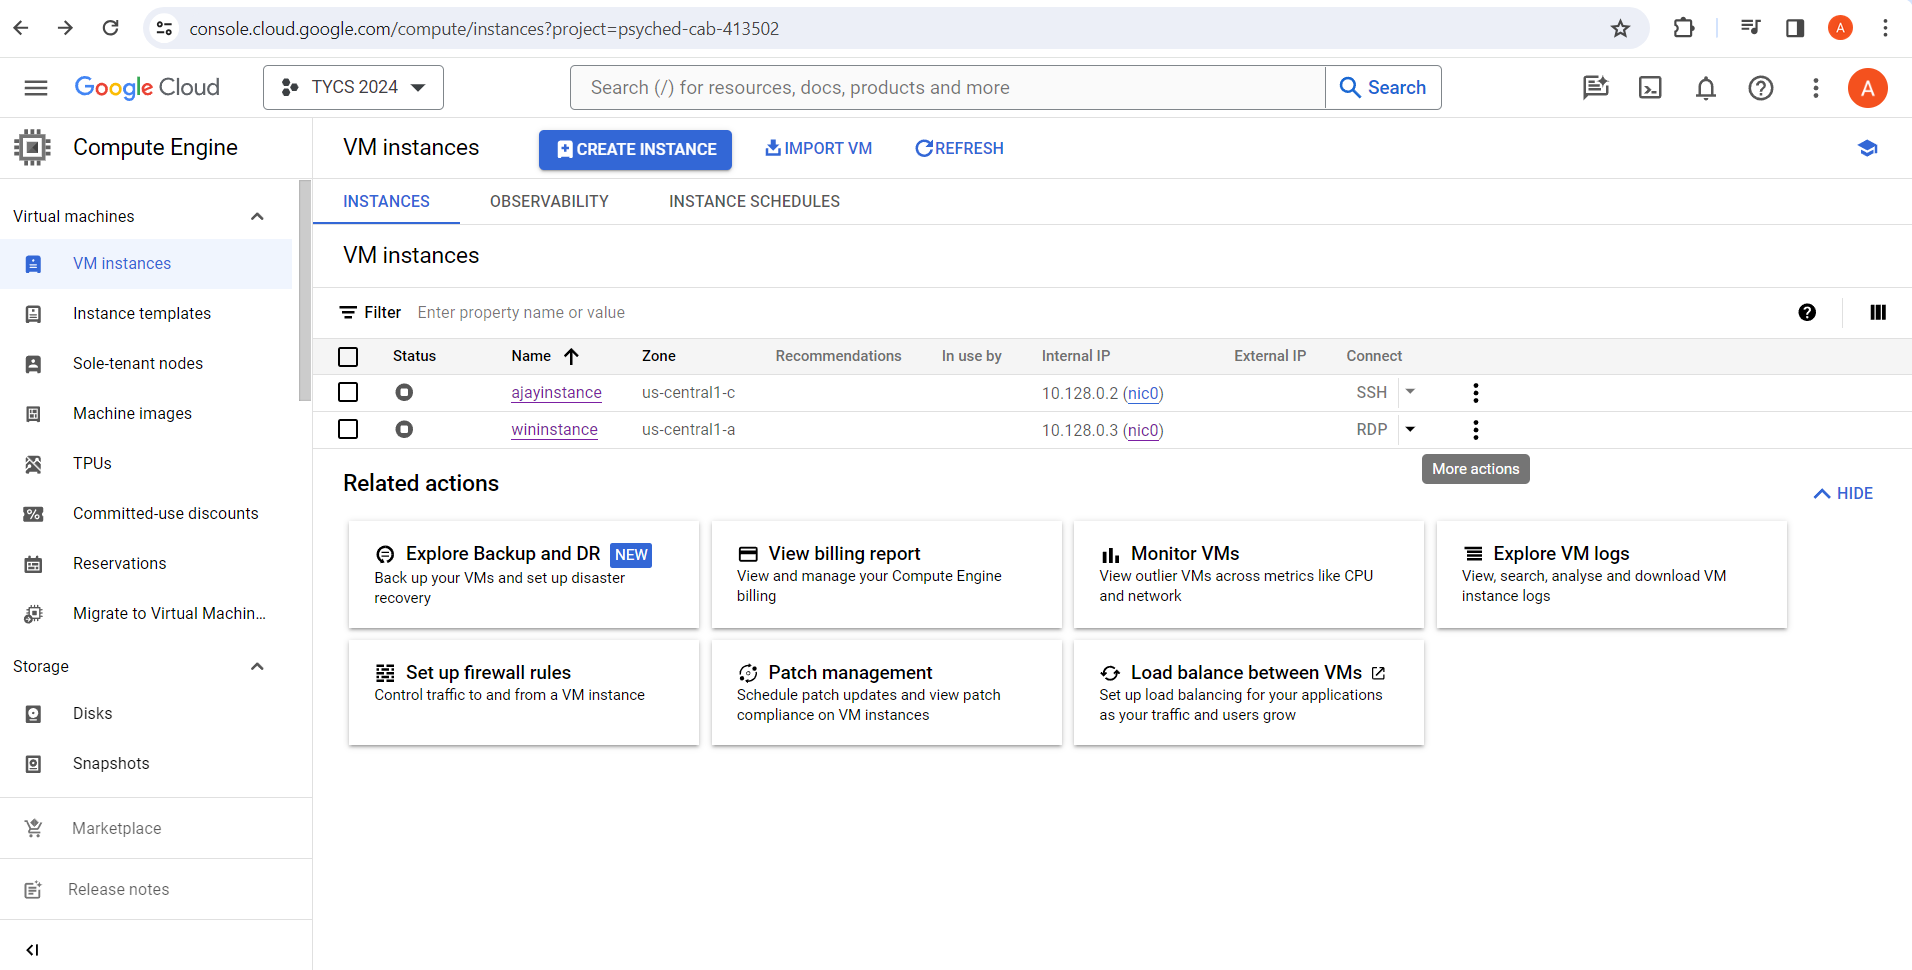 console.cloud.google.com/compute/instances?project=psyched-cab-413502
A
Google Cloud
TYCS 2024
Search (/) for resources, docs, products and more
Search
A
Compute Engine
VM instances
CREATE INSTANCE
IMPORT VM
REFRESH
Virtual machines
VM instances
Instance templates
Sole-tenant nodes
Machine images
TPUs
Committed-use discounts
Reservations
Migrate to Virtual Machin...
Storage
Disks
Snapshots
Marketplace
Release notes
INSTANCES OBSERVABILITY INSTANCE SCHEDULES
VM instances
Filter Enter property name or value
Status Name Zone Recommendations In use by Internal IP External IP Connect
ajayinstance us-central1-c 10.128.0.2 (nic0) SSH
wininstance us-central1-a 10.128.0.3 (nic0) RDP
More actions
Related actions
HIDE
Explore Backup and DR NEW
Back up your VMs and set up disaster
recovery
View billing report
View and manage your Compute Engine
billing
Monitor VMs
View outlier VMs across metrics like CPU
and network
Explore VM logs
View, search, analyse and download VM
instance logs
Set up firewall rules
Control traffic to and from a VM instance
Patch management
Schedule patch updates and view patch
compliance on VM instances
Load balance between VMs
Set up load balancing for your applications
as your traffic and users grow